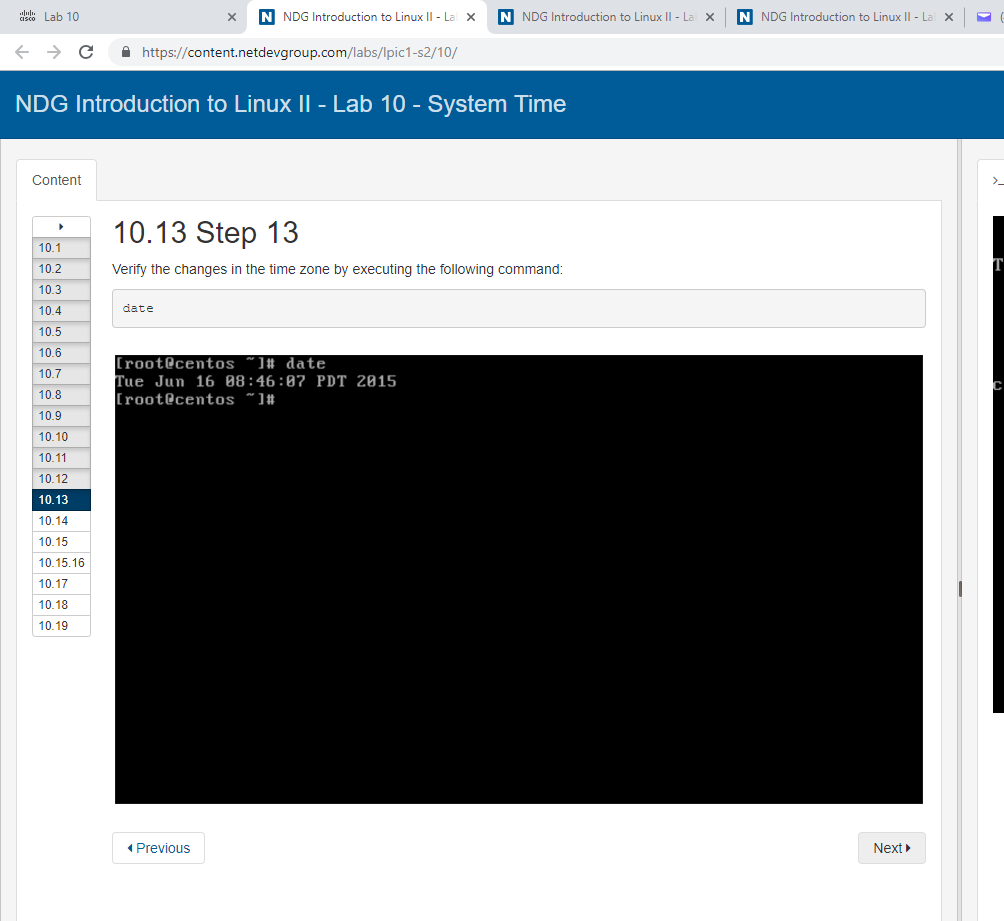 Lab 10
NDG Introduction to Linux II - La
NDG Introduction to Linux II - La
NDG Introduction to Linux II - La
https://content.netdevgroup.com/labs/lpic1-s2/10/
NDG Introduction to Linux II - Lab 10 - System Time
Content
10.1
10.2
10.3
10.4
10.5
10.6
10.7
10.8
10.9
10.10
10.11
10.12
10.13
10.14
10.15
10.15.16
10.17
10.18
10.19
10.13 Step 13
Verify the changes in the time zone by executing the following command:
date
[root@centos ~]# date
Tue Jun 16 08:46:07 PDT 2015
[root@centos ~]#
Previous
Next
>_
T
C